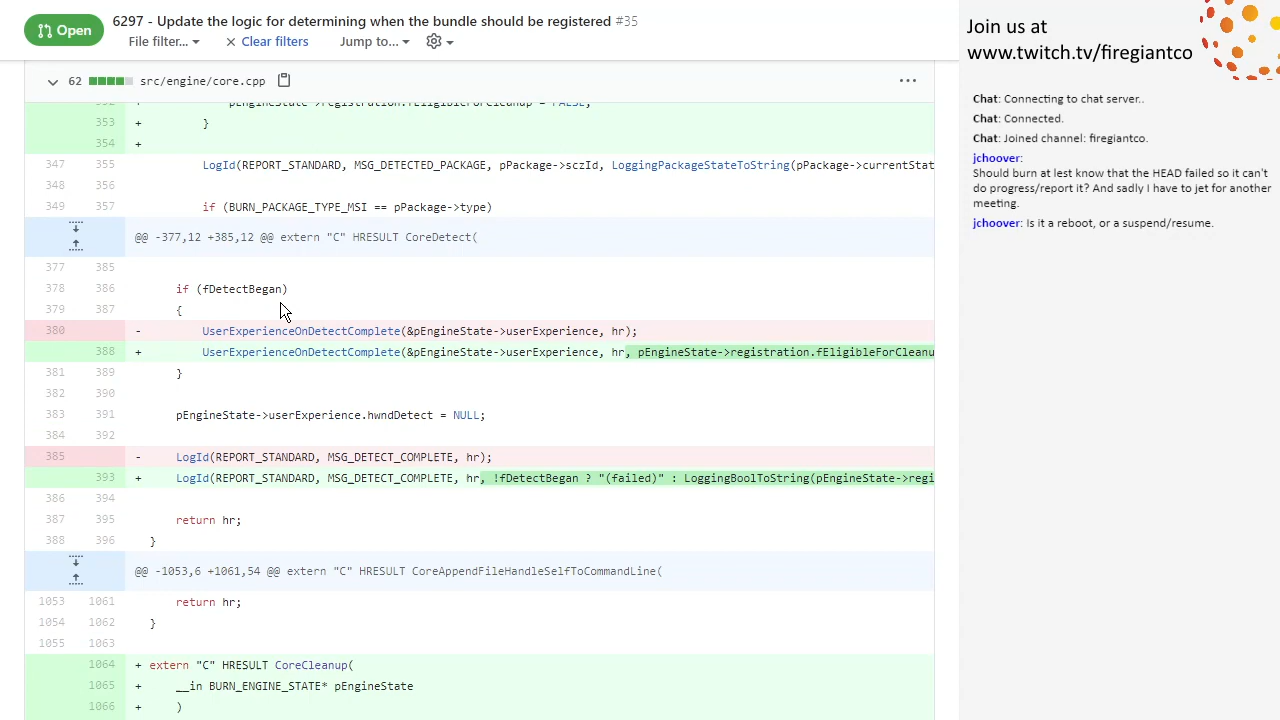 Open
6297 - Update the logic for determining when the bundle should be registered #35
File filter... Clear filters Jump to...
62 src/engine/core.cpp
353 + }
354 +
347 355 LogId(REPORT_STANDARD, MSG_DETECTED_PACKAGE, pPackage->sczId, LoggingPackageStateToString(pPackage->currentStat
348 356
349 357 if (BURN_PACKAGE_TYPE_MSI == pPackage->type)
@@ -377,12 +385,12 @@ extern "C" HRESULT CoreDetect(
377 385
378 386 if (fDetectBegan)
379 387 {
380 - UserExperienceOnDetectComplete(&pEngineState->userExperience, hr);
388 + UserExperienceOnDetectComplete(&pEngineState->userExperience, hr, pEngineState->registration.fEligibleForCleanu
381 389 }
382 390
383 391 pEngineState->userExperience.hwndDetect = NULL;
384 392
385 - LogId(REPORT_STANDARD, MSG_DETECT_COMPLETE, hr);
393 + LogId(REPORT_STANDARD, MSG_DETECT_COMPLETE, hr, !fDetectBegan ? "(failed)" : LoggingBoolToString(pEngineState->regi
386 394
387 395 return hr;
388 396 }
@@ -1053,6 +1061,54 @@ extern "C" HRESULT CoreAppendFileHandleSelfToCommandLine(
1053 1061 return hr;
1054 1062 }
1055 1063
1064 + extern "C" HRESULT CoreCleanup(
1065 + __in BURN_ENGINE_STATE* pEngineState
1066 + )
Join us at
www.twitch.tv/firegiantco
Chat: Connecting to chat server..
Chat: Connected.
Chat: Joined channel: firegiantco.
jchoover:
Should burn at lest know that the HEAD failed so it can't
do progress/report it? And sadly I have to jet for another
meeting.
jchoover: Is it a reboot, or a suspend/resume.